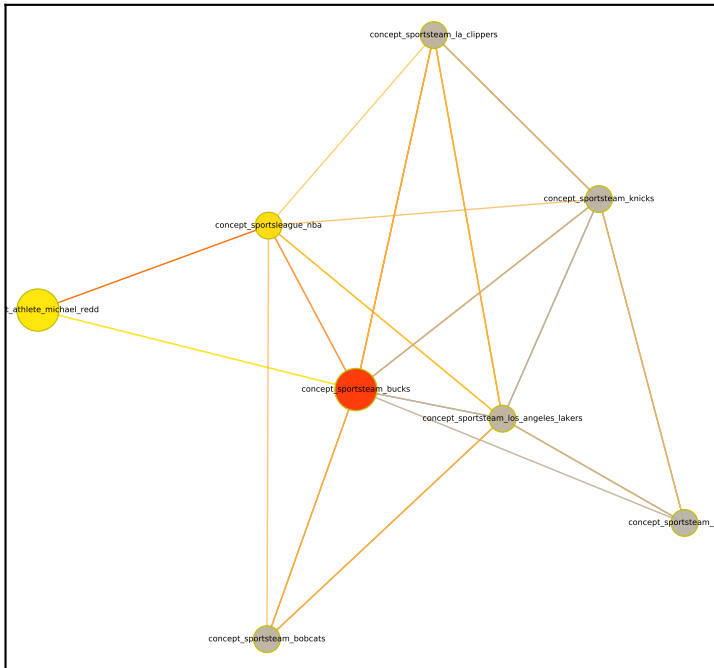 concept_sportsteam_la_clippers
concept_sportsteam_knicks
concept_sportsleague_nba
t_athlete_michael_redd
concept_sportsteam_bucks
concept_sportsteam_los_angeles_lakers
concept_sportsteam_
concept_sportsteam_bobcats